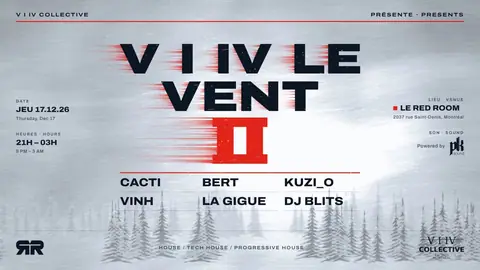 V I IV COLLECTIVE
PRÉSENTE · PRESENTS
V I IV LE
VENT
II
DATE
JEU 17.12.26
Thursday, Dec. 17
HEURES · HOURS
21H – 03H
9 PM – 3 AM
LIEU · VENUE
LE RED ROOM
2037 rue Saint-Denis, Montréal
SON · SOUND
Powered by pk
CACTI BERT KUZI_O
VINH LA GIGUE DJ BLITS
RR
HOUSE / TECH HOUSE / PROGRESSIVE HOUSE
V I IV
COLLECTIVE